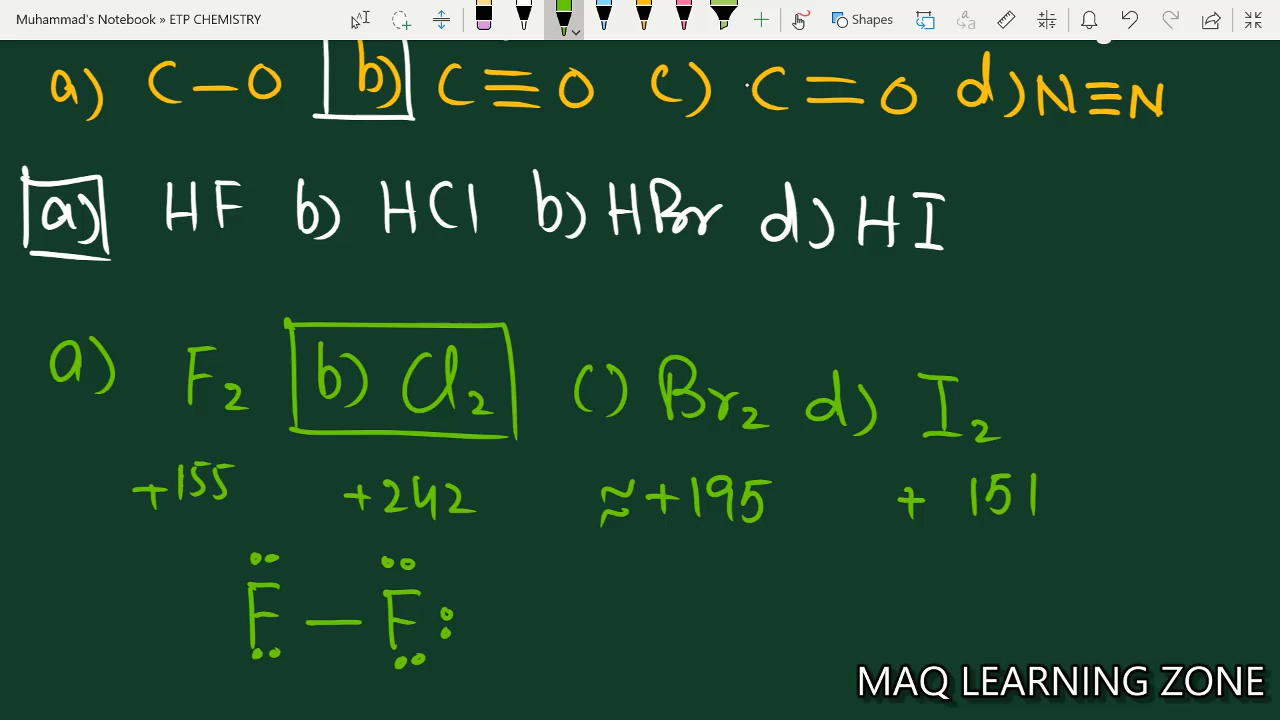 Muhammad's Notebook » ETP CHEMISTRY Shapes
a) C—O b) C≡O c) C=O d) N≡N
a) HF b) HCl b) HBr d) HI
a) F₂ b) Cl₂ c) Br₂ d) I₂
+155 +242 ≈+195 +151
F—F:
MAQ LEARNING ZONE